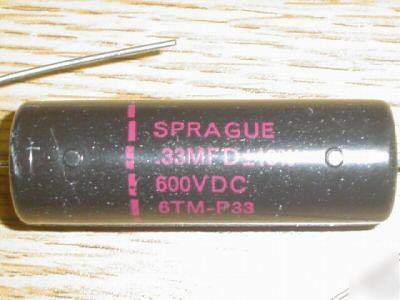 SPRAGUE
.33MFD ±10%
600VDC
6TM-P33